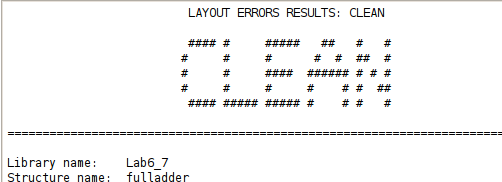 LAYOUT ERRORS RESULTS: CLEAN
#### #     #####   ##   #   #
#     #     #      #  #  ##  #
#     #     ####  ###### # # #
#     #     #     #    # #  ##
#### ##### ##### #    # #   #
=======================================================================
Library name:    Lab6_7
Structure name:  fulladder